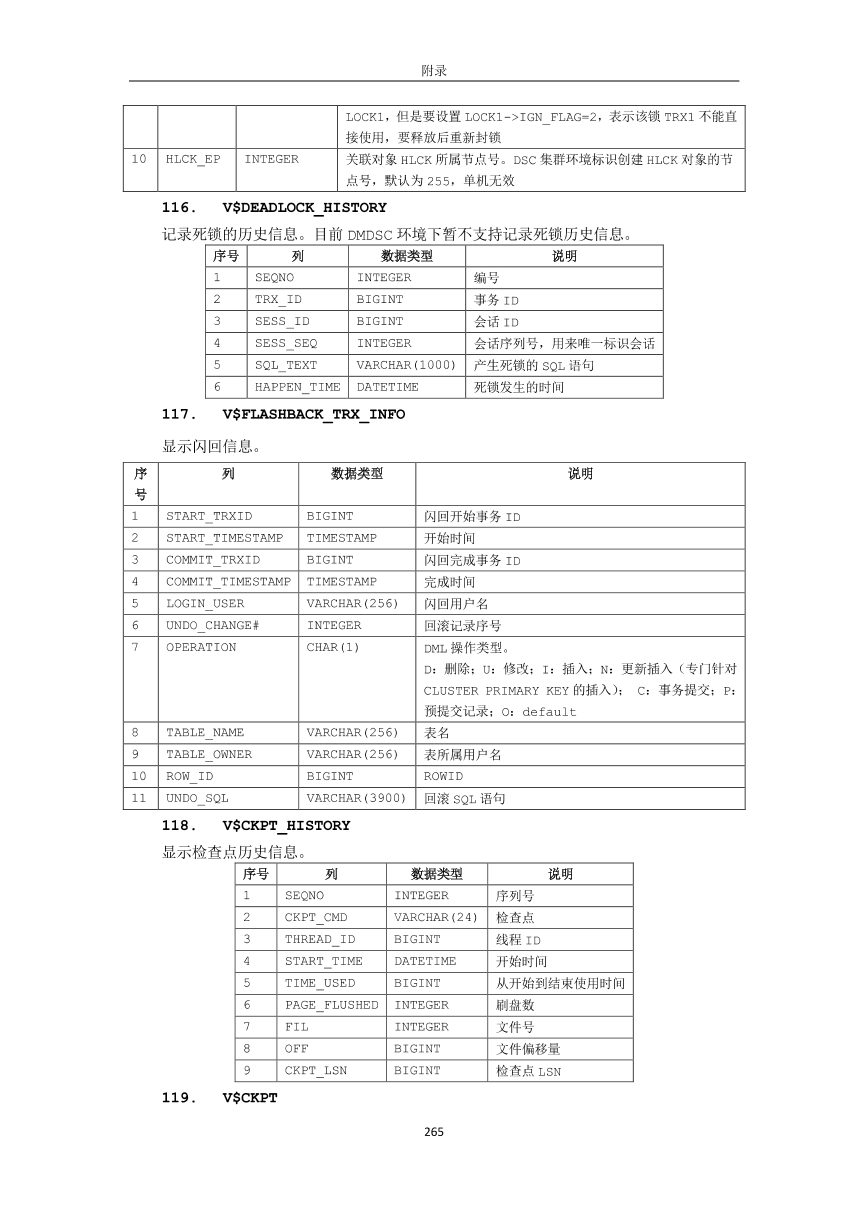 附录
LOCK1，但是要设置 LOCK1->IGN_FLAG=2，表示该锁 TRX1 不能直
接使用，要释放后重新封锁
10 HLCK_EP INTEGER 关联对象 HLCK 所属节点号。DSC 集群环境标识创建 HLCK 对象的节
点号，默认为 255，单机无效
116. V$DEADLOCK_HISTORY
记录死锁的历史信息。目前 DMDSC 环境下暂不支持记录死锁历史信息。
序号 列 数据类型 说明
1 SEQNO INTEGER 编号
2 TRX_ID BIGINT 事务 ID
3 SESS_ID BIGINT 会话 ID
4 SESS_SEQ INTEGER 会话序列号，用来唯一标识会话
5 SQL_TEXT VARCHAR(1000) 产生死锁的 SQL 语句
6 HAPPEN_TIME DATETIME 死锁发生的时间
117. V$FLASHBACK_TRX_INFO
显示闪回信息。
序 列 数据类型 说明
号
1 START_TRXID BIGINT 闪回开始事务 ID
2 START_TIMESTAMP TIMESTAMP 开始时间
3 COMMIT_TRXID BIGINT 闪回完成事务 ID
4 COMMIT_TIMESTAMP TIMESTAMP 完成时间
5 LOGIN_USER VARCHAR(256) 闪回用户名
6 UNDO_CHANGE# INTEGER 回滚记录序号
7 OPERATION CHAR(1) DML 操作类型。
D：删除；U：修改；I：插入；N：更新插入（专门针对
CLUSTER PRIMARY KEY 的插入）； C：事务提交；P：
预提交记录；O：default
8 TABLE_NAME VARCHAR(256) 表名
9 TABLE_OWNER VARCHAR(256) 表所属用户名
10 ROW_ID BIGINT ROWID
11 UNDO_SQL VARCHAR(3900) 回滚 SQL 语句
118. V$CKPT_HISTORY
显示检查点历史信息。
序号 列 数据类型 说明
1 SEQNO INTEGER 序列号
2 CKPT_CMD VARCHAR(24) 检查点
3 THREAD_ID BIGINT 线程 ID
4 START_TIME DATETIME 开始时间
5 TIME_USED BIGINT 从开始到结束使用时间
6 PAGE_FLUSHED INTEGER 刷盘数
7 FIL INTEGER 文件号
8 OFF BIGINT 文件偏移量
9 CKPT_LSN BIGINT 检查点 LSN
119. V$CKPT
265